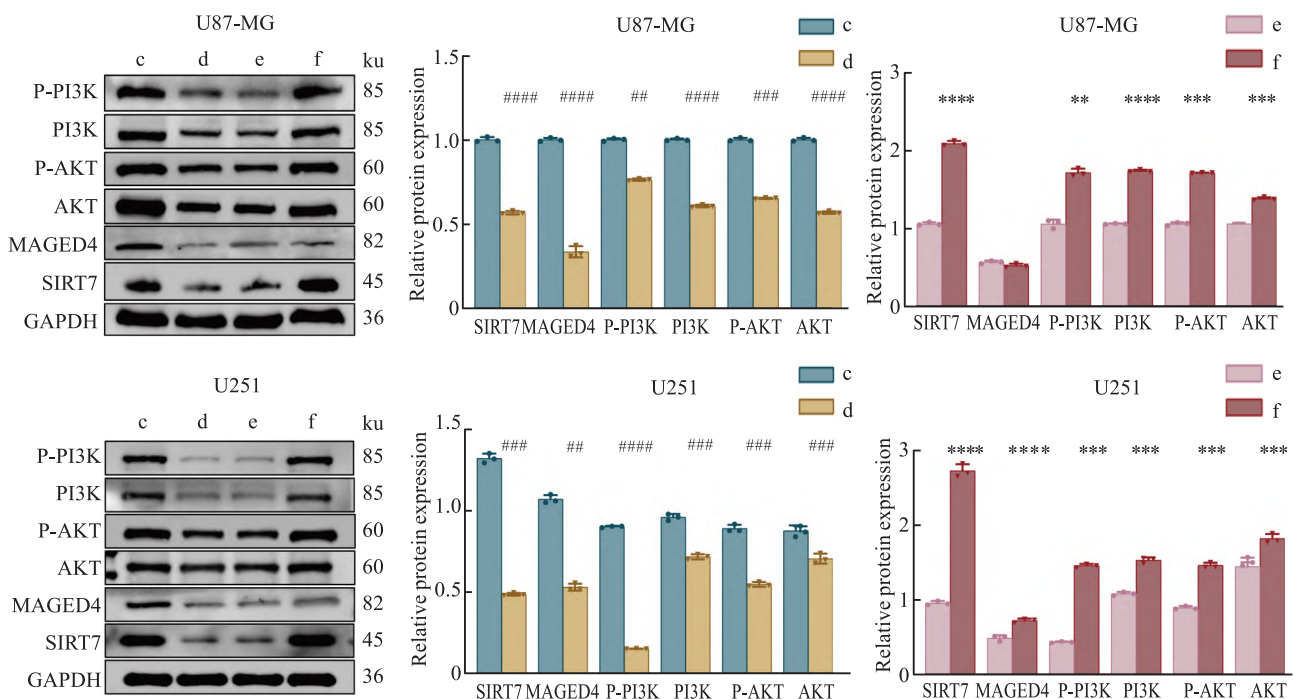 U87-MG
c d e f ku
P-PI3K 85
PI3K 85
P-AKT 60
AKT 60
MAGED4 82
SIRT7 45
GAPDH 36
U87-MG
c
d
Relative protein expression
1.5
1.0
0.5
0
#### #### ## #### ### ####
SIRT7 MAGED4 P-PI3K PI3K P-AKT AKT
U87-MG
e
f
Relative protein expression
3
2
1
0
**** ** **** *** ***
SIRT7 MAGED4 P-PI3K PI3K P-AKT AKT
U251
c d e f ku
P-PI3K 85
PI3K 85
P-AKT 60
AKT 60
MAGED4 82
SIRT7 45
GAPDH 36
U251
c
d
Relative protein expression
1.5
1.0
0.5
0
### ## #### ### ### ###
SIRT7 MAGED4 P-PI3K PI3K P-AKT AKT
U251
e
f
Relative protein expression
3
2
1
0
**** **** *** *** *** ***
SIRT7 MAGED4 P-PI3K PI3K P-AKT AKT